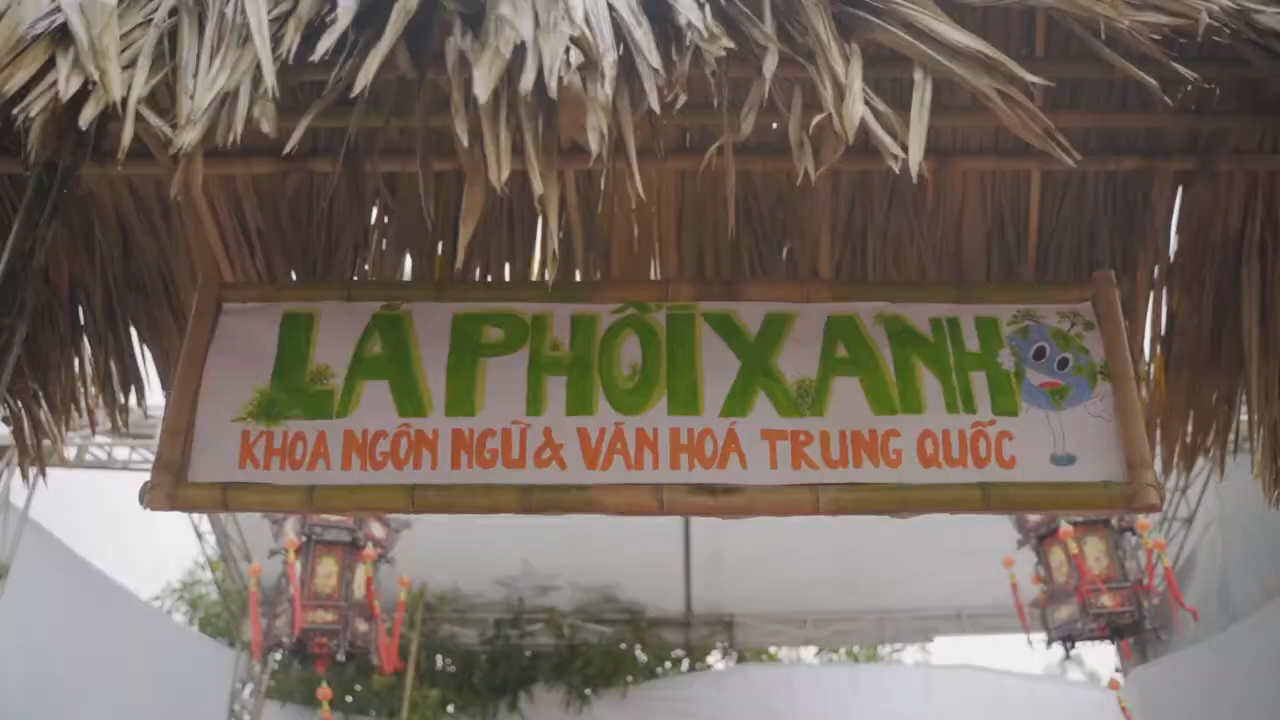 LÁ PHỔI XANH
KHOA NGÔN NGỮ & VĂN HOÁ TRUNG QUỐC